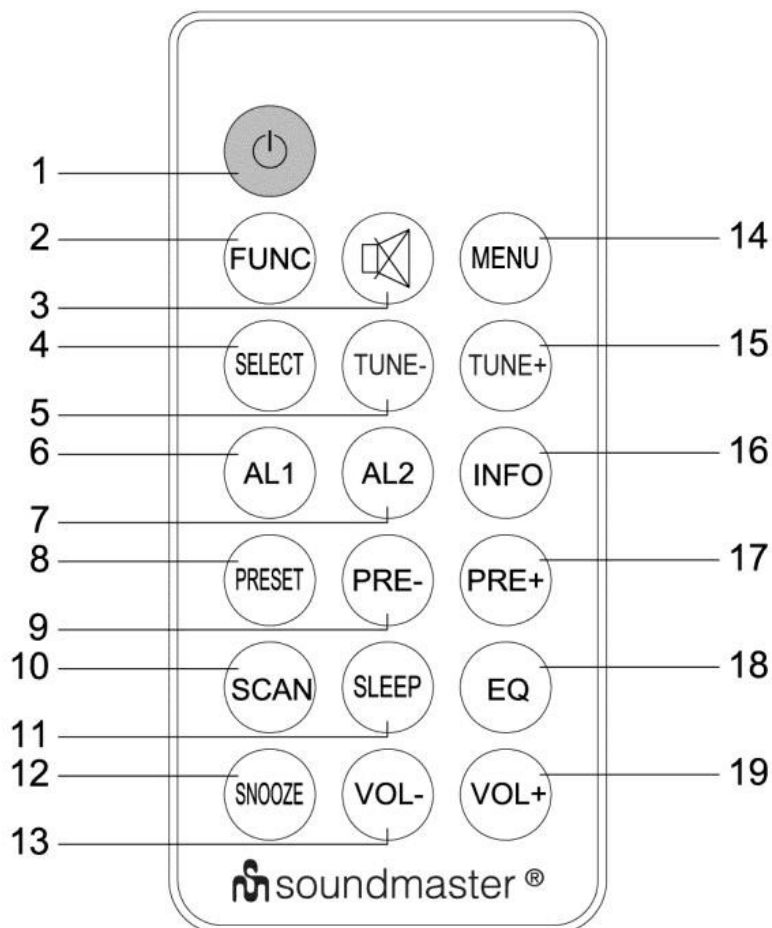 1
2 FUNC MENU 14
3
4 SELECT TUNE- TUNE+ 15
5
6 AL1 AL2 INFO 16
7
8 PRESET PRE- PRE+ 17
9
10 SCAN SLEEP EQ 18
11
12 SNOOZE VOL- VOL+ 19
13
soundmaster ®